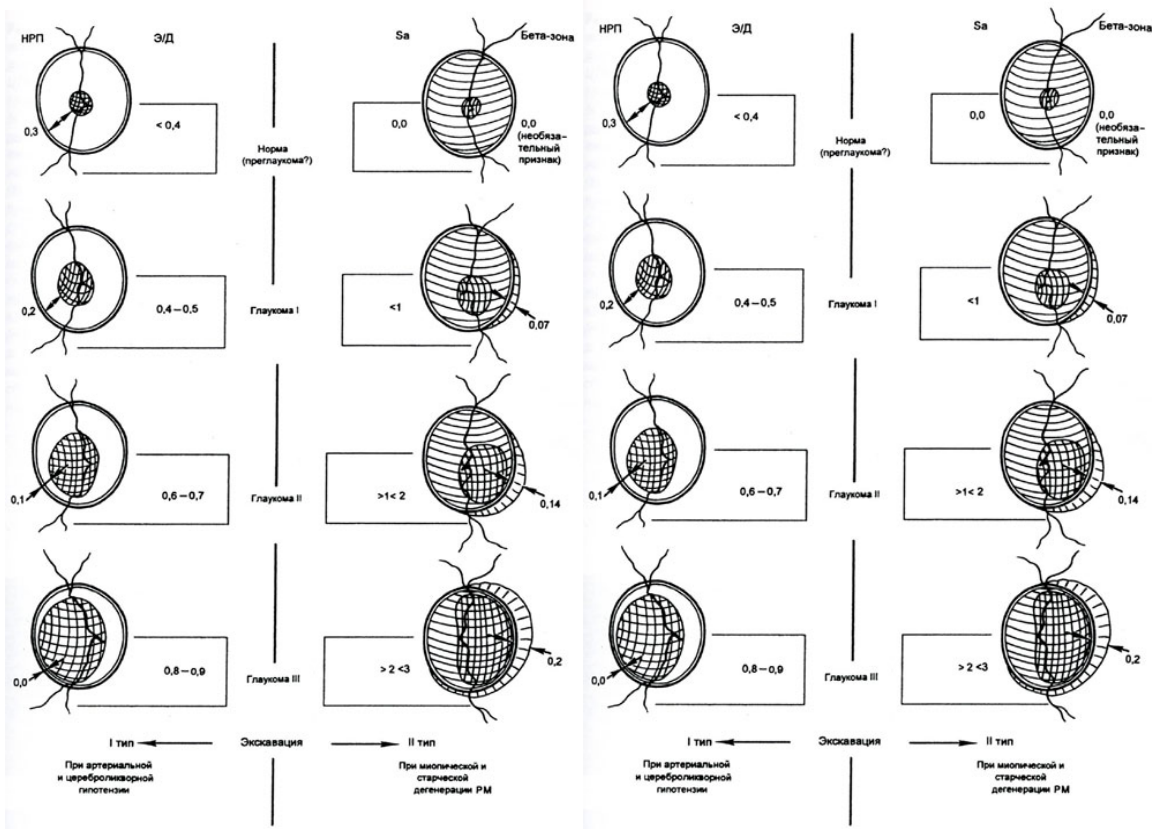 НРП Э/Д Sа Бета-зона
0,3
< 0,4
Норма
(преглаукома?)
0,0
0,0
(необяза-
тельный
признак)
0,2
0,4–0,5
Глаукома I
<1
0,07
0,1
0,6–0,7
Глаукома II
>1< 2
0,14
0,0
0,8–0,9
Глаукома III
> 2 <3
0,2
I тип Экскавация II тип
При артериальной
и цереброликворной
гипотензии
При миопической и
старческой
дегенерации РМ
НРП Э/Д Sа Бета-зона
0,3
< 0,4
Норма
(преглаукома?)
0,0
0,0
(необяза-
тельный
признак)
0,2
0,4–0,5
Глаукома I
<1
0,07
0,1
0,6–0,7
Глаукома II
>1< 2
0,14
0,0
0,8–0,9
Глаукома III
> 2 <3
0,2
I тип Экскавация II тип
При артериальной
и цереброликворной
гипотензии
При миопической и
старческой
дегенерации РМ